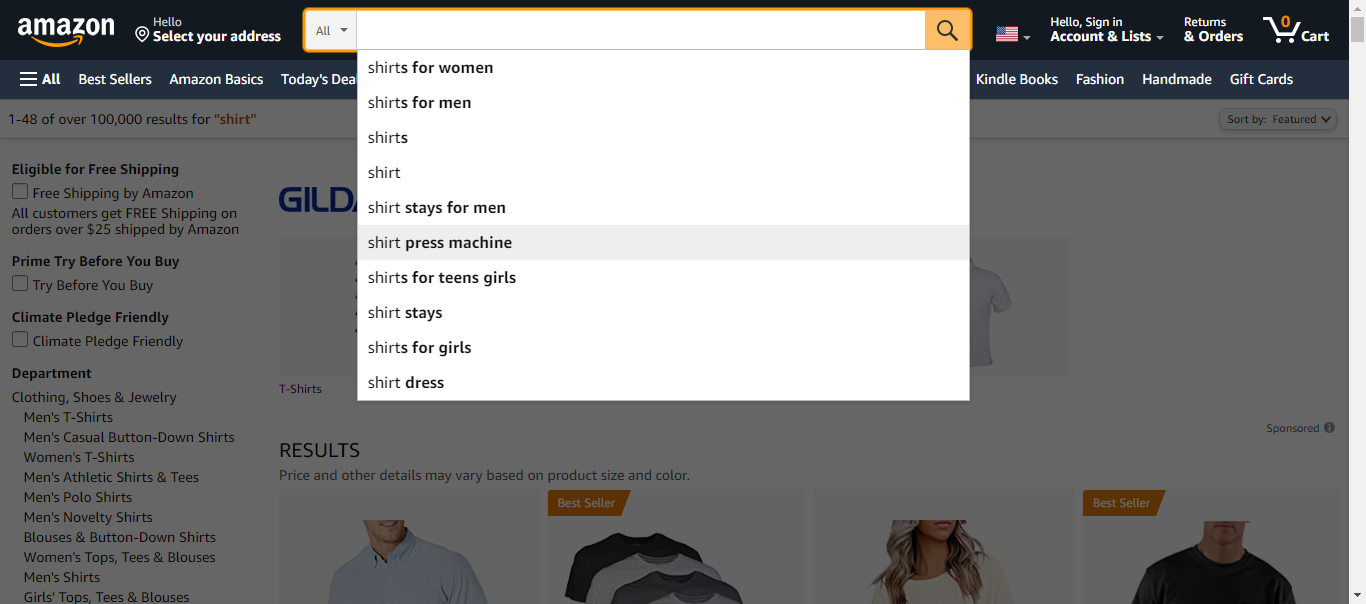 amazon
Hello
Select your address
All
Hello, Sign in
Account & Lists
Returns
& Orders
0
Cart
All
Best Sellers
Amazon Basics
Today's Dea
Kindle Books
Fashion
Handmade
Gift Cards
shirts for women
shirts for men
shirts
shirt
shirt stays for men
shirt press machine
shirts for teens girls
shirt stays
shirts for girls
shirt dress
1-48 of over 100,000 results for "shirt"
Sort by: Featured
Eligible for Free Shipping
Free Shipping by Amazon
All customers get FREE Shipping on
orders over $25 shipped by Amazon
Prime Try Before You Buy
Try Before You Buy
Climate Pledge Friendly
Climate Pledge Friendly
Department
Clothing, Shoes & Jewelry
Men's T-Shirts
Men's Casual Button-Down Shirts
Women's T-Shirts
Men's Athletic Shirts & Tees
Men's Polo Shirts
Men's Novelty Shirts
Blouses & Button-Down Shirts
Women's Tops, Tees & Blouses
Men's Shirts
Girls' Tops, Tees & Blouses
GILDA
T-Shirts
Sponsored
RESULTS
Price and other details may vary based on product size and color.
Best Seller
Best Seller